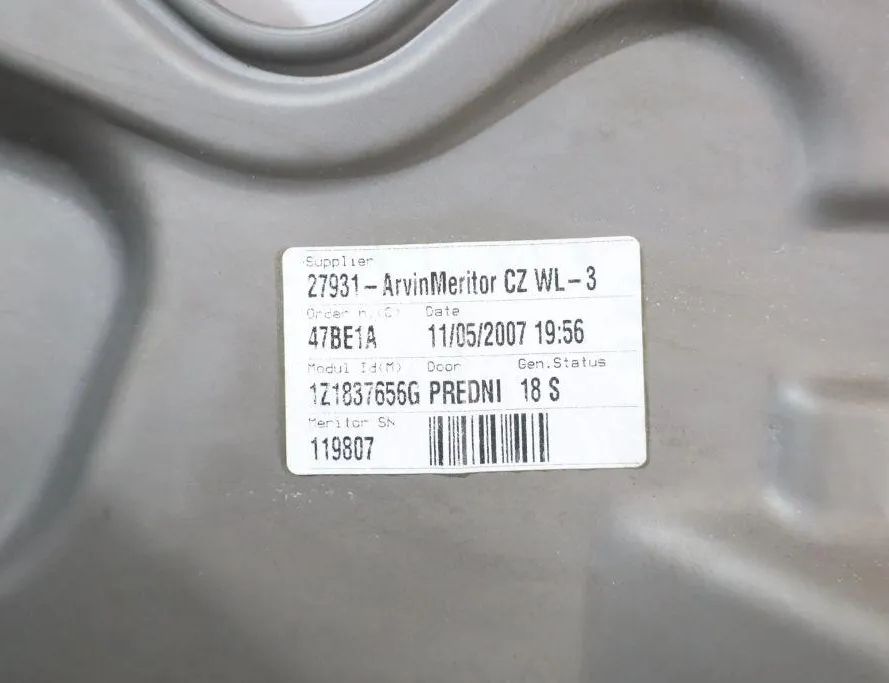 Supplier
27931-ArvinMeritor CZ WL-3
Order n.(C) Date
47BE1A 11/05/2007 19:56
Modul Id(M) Door Gen.Status
1Z1837656G PREDNI 18 S
Meritor SN
119807